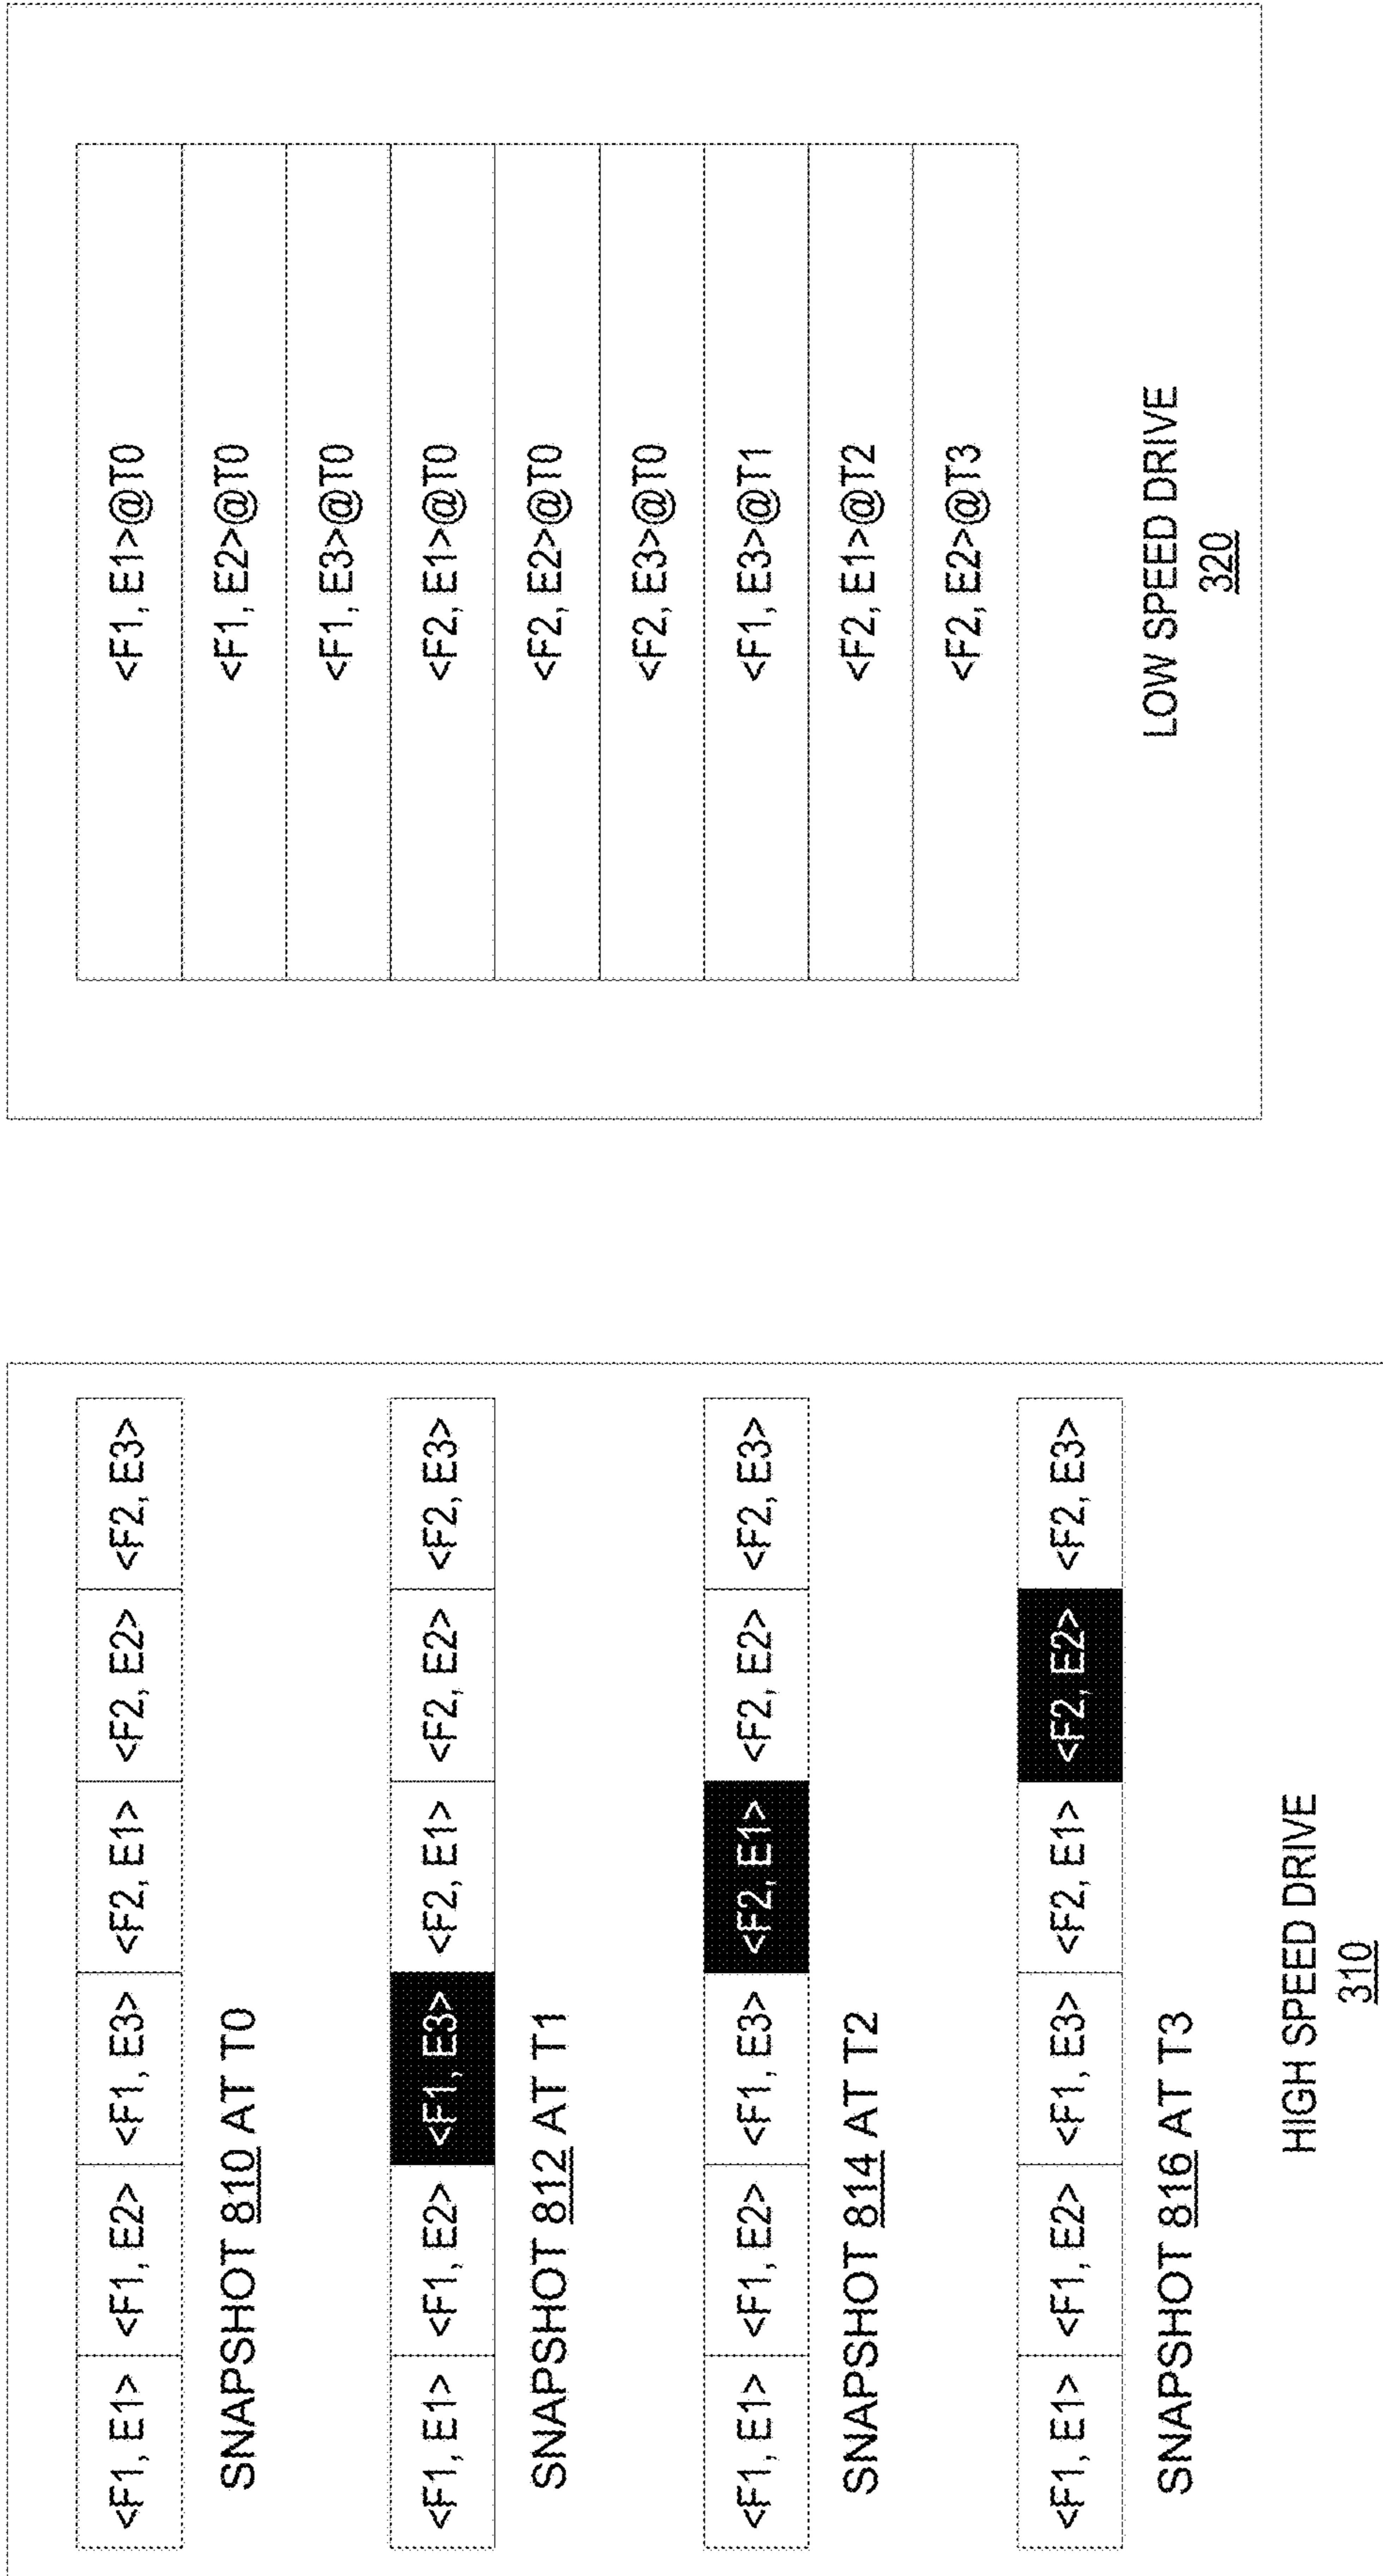 <F1, E1> <F1, E2> <F1, E3> <F2, E1> <F2, E2> <F2, E3>
SNAPSHOT 810 AT T0
<F1, E1> <F1, E2> <F1, E3> <F2, E1> <F2, E2> <F2, E3>
SNAPSHOT 812 AT T1
<F1, E1> <F1, E2> <F1, E3> <F2, E1> <F2, E2> <F2, E3>
SNAPSHOT 814 AT T2
<F1, E1> <F1, E2> <F1, E3> <F2, E1> <F2, E2> <F2, E3>
SNAPSHOT 816 AT T3
HIGH SPEED DRIVE
310
<F1, E1>@T0
<F1, E2>@T0
<F1, E3>@T0
<F2, E1>@T0
<F2, E2>@T0
<F2, E3>@T0
<F1, E3>@T1
<F2, E1>@T2
<F2, E2>@T3
LOW SPEED DRIVE
320